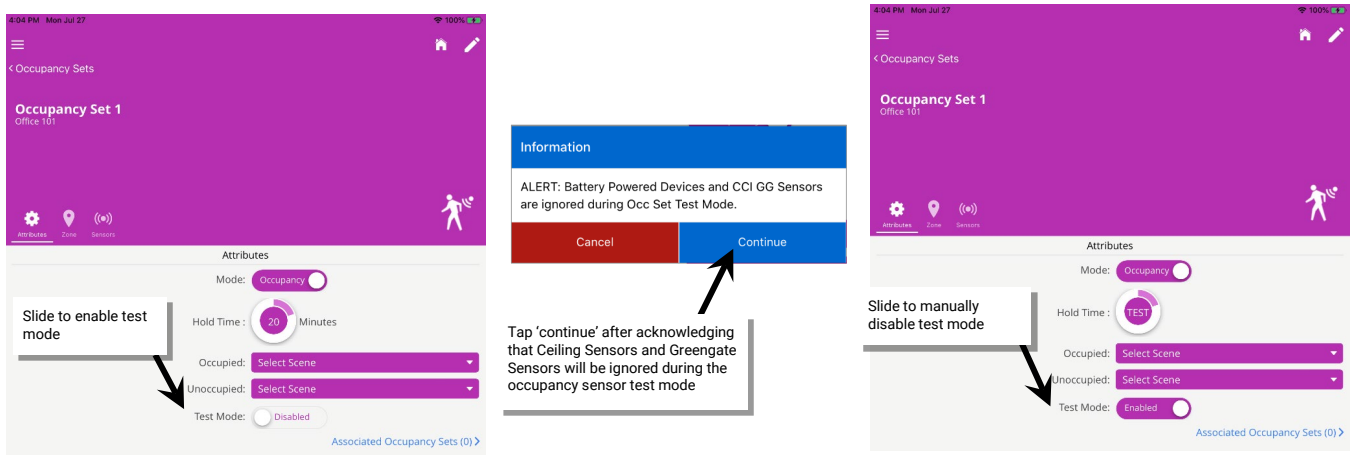 4:04 PM Mon Jul 27
100%
< Occupancy Sets
Occupancy Set 1
Office 101
Attributes
Zone
Sensors
Attributes
Mode:
Occupancy
Hold Time :
20
Minutes
Occupied:
Select Scene
Unoccupied:
Select Scene
Test Mode:
Disabled
Associated Occupancy Sets (0) >
Slide to enable test
mode
Information
ALERT: Battery Powered Devices and CCI GG Sensors
are ignored during Occ Set Test Mode.
Cancel
Continue
Tap ‘continue’ after acknowledging
that Ceiling Sensors and Greengate
Sensors will be ignored during the
occupancy sensor test mode
4:04 PM Mon Jul 27
100%
< Occupancy Sets
Occupancy Set 1
Office 101
Attributes
Zone
Sensors
Attributes
Mode:
Occupancy
Hold Time :
TEST
Occupied:
Select Scene
Unoccupied:
Select Scene
Test Mode:
Enabled
Associated Occupancy Sets (0) >
Slide to manually
disable test mode